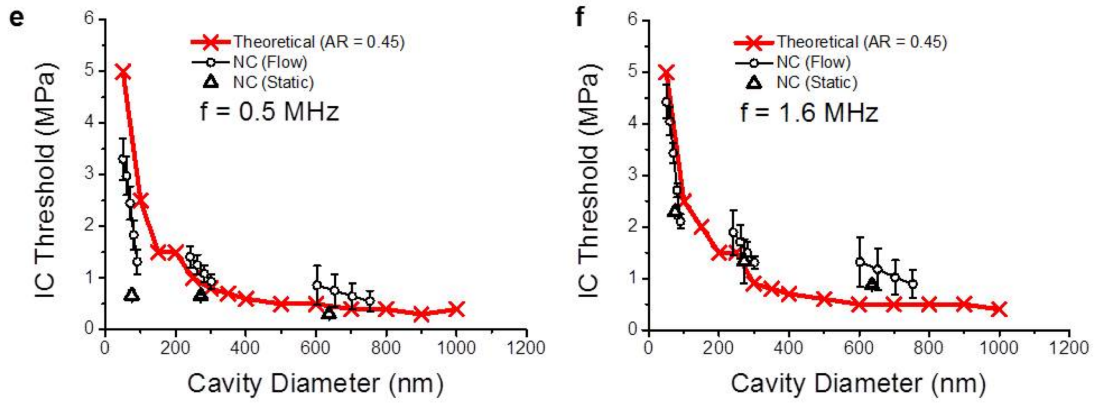 e
6
5
4
3
2
1
0
IC Threshold (MPa)
Theoretical (AR = 0.45)
NC (Flow)
NC (Static)
f = 0.5 MHz
0 200 400 600 800 1000 1200
Cavity Diameter (nm)
f
6
5
4
3
2
1
0
IC Threshold (MPa)
Theoretical (AR = 0.45)
NC (Flow)
NC (Static)
f = 1.6 MHz
0 200 400 600 800 1000 1200
Cavity Diameter (nm)